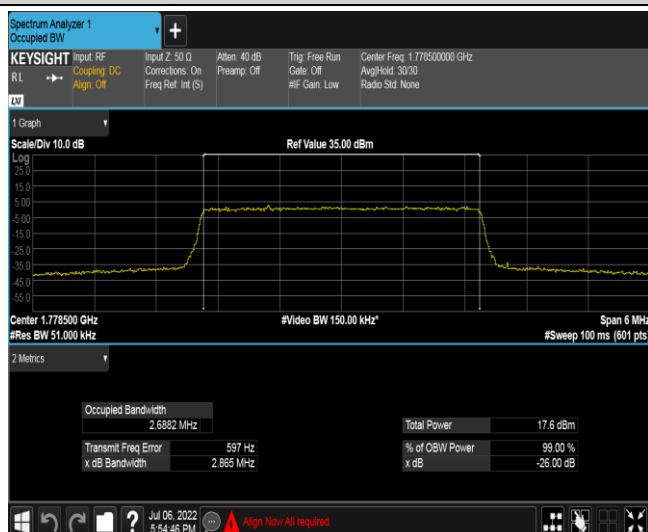 Spectrum Analyzer 1
Occupied BW
KEYSIGHT Input: RF Input Z: 50 Ω Atten: 40 dB Trig: Free Run Center Freq: 1.778500000 GHz
RL Coupling: DC Corrections: On Preamp: Off Gate: Off Avg|Hold: 30/30
Align: Off Freq Ref: Int (S) #IF Gain: Low Radio Std: None
LXI
1 Graph
Scale/Div 10.0 dB Ref Value 35.00 dBm
Log
25.0
15.0
5.00
-5.00
-15.0
-25.0
-35.0
-45.0
-55.0
Center 1.778500 GHz #Video BW 150.00 kHz* Span 6 MHz
#Res BW 51.000 kHz #Sweep 100 ms (601 pts)
2 Metrics
Occupied Bandwidth
2.6882 MHz Total Power 17.6 dBm
Transmit Freq Error 597 Hz % of OBW Power 99.00 %
x dB Bandwidth 2.865 MHz x dB -26.00 dB
Jul 06, 2022
5:54:46 PM
Align Now All required